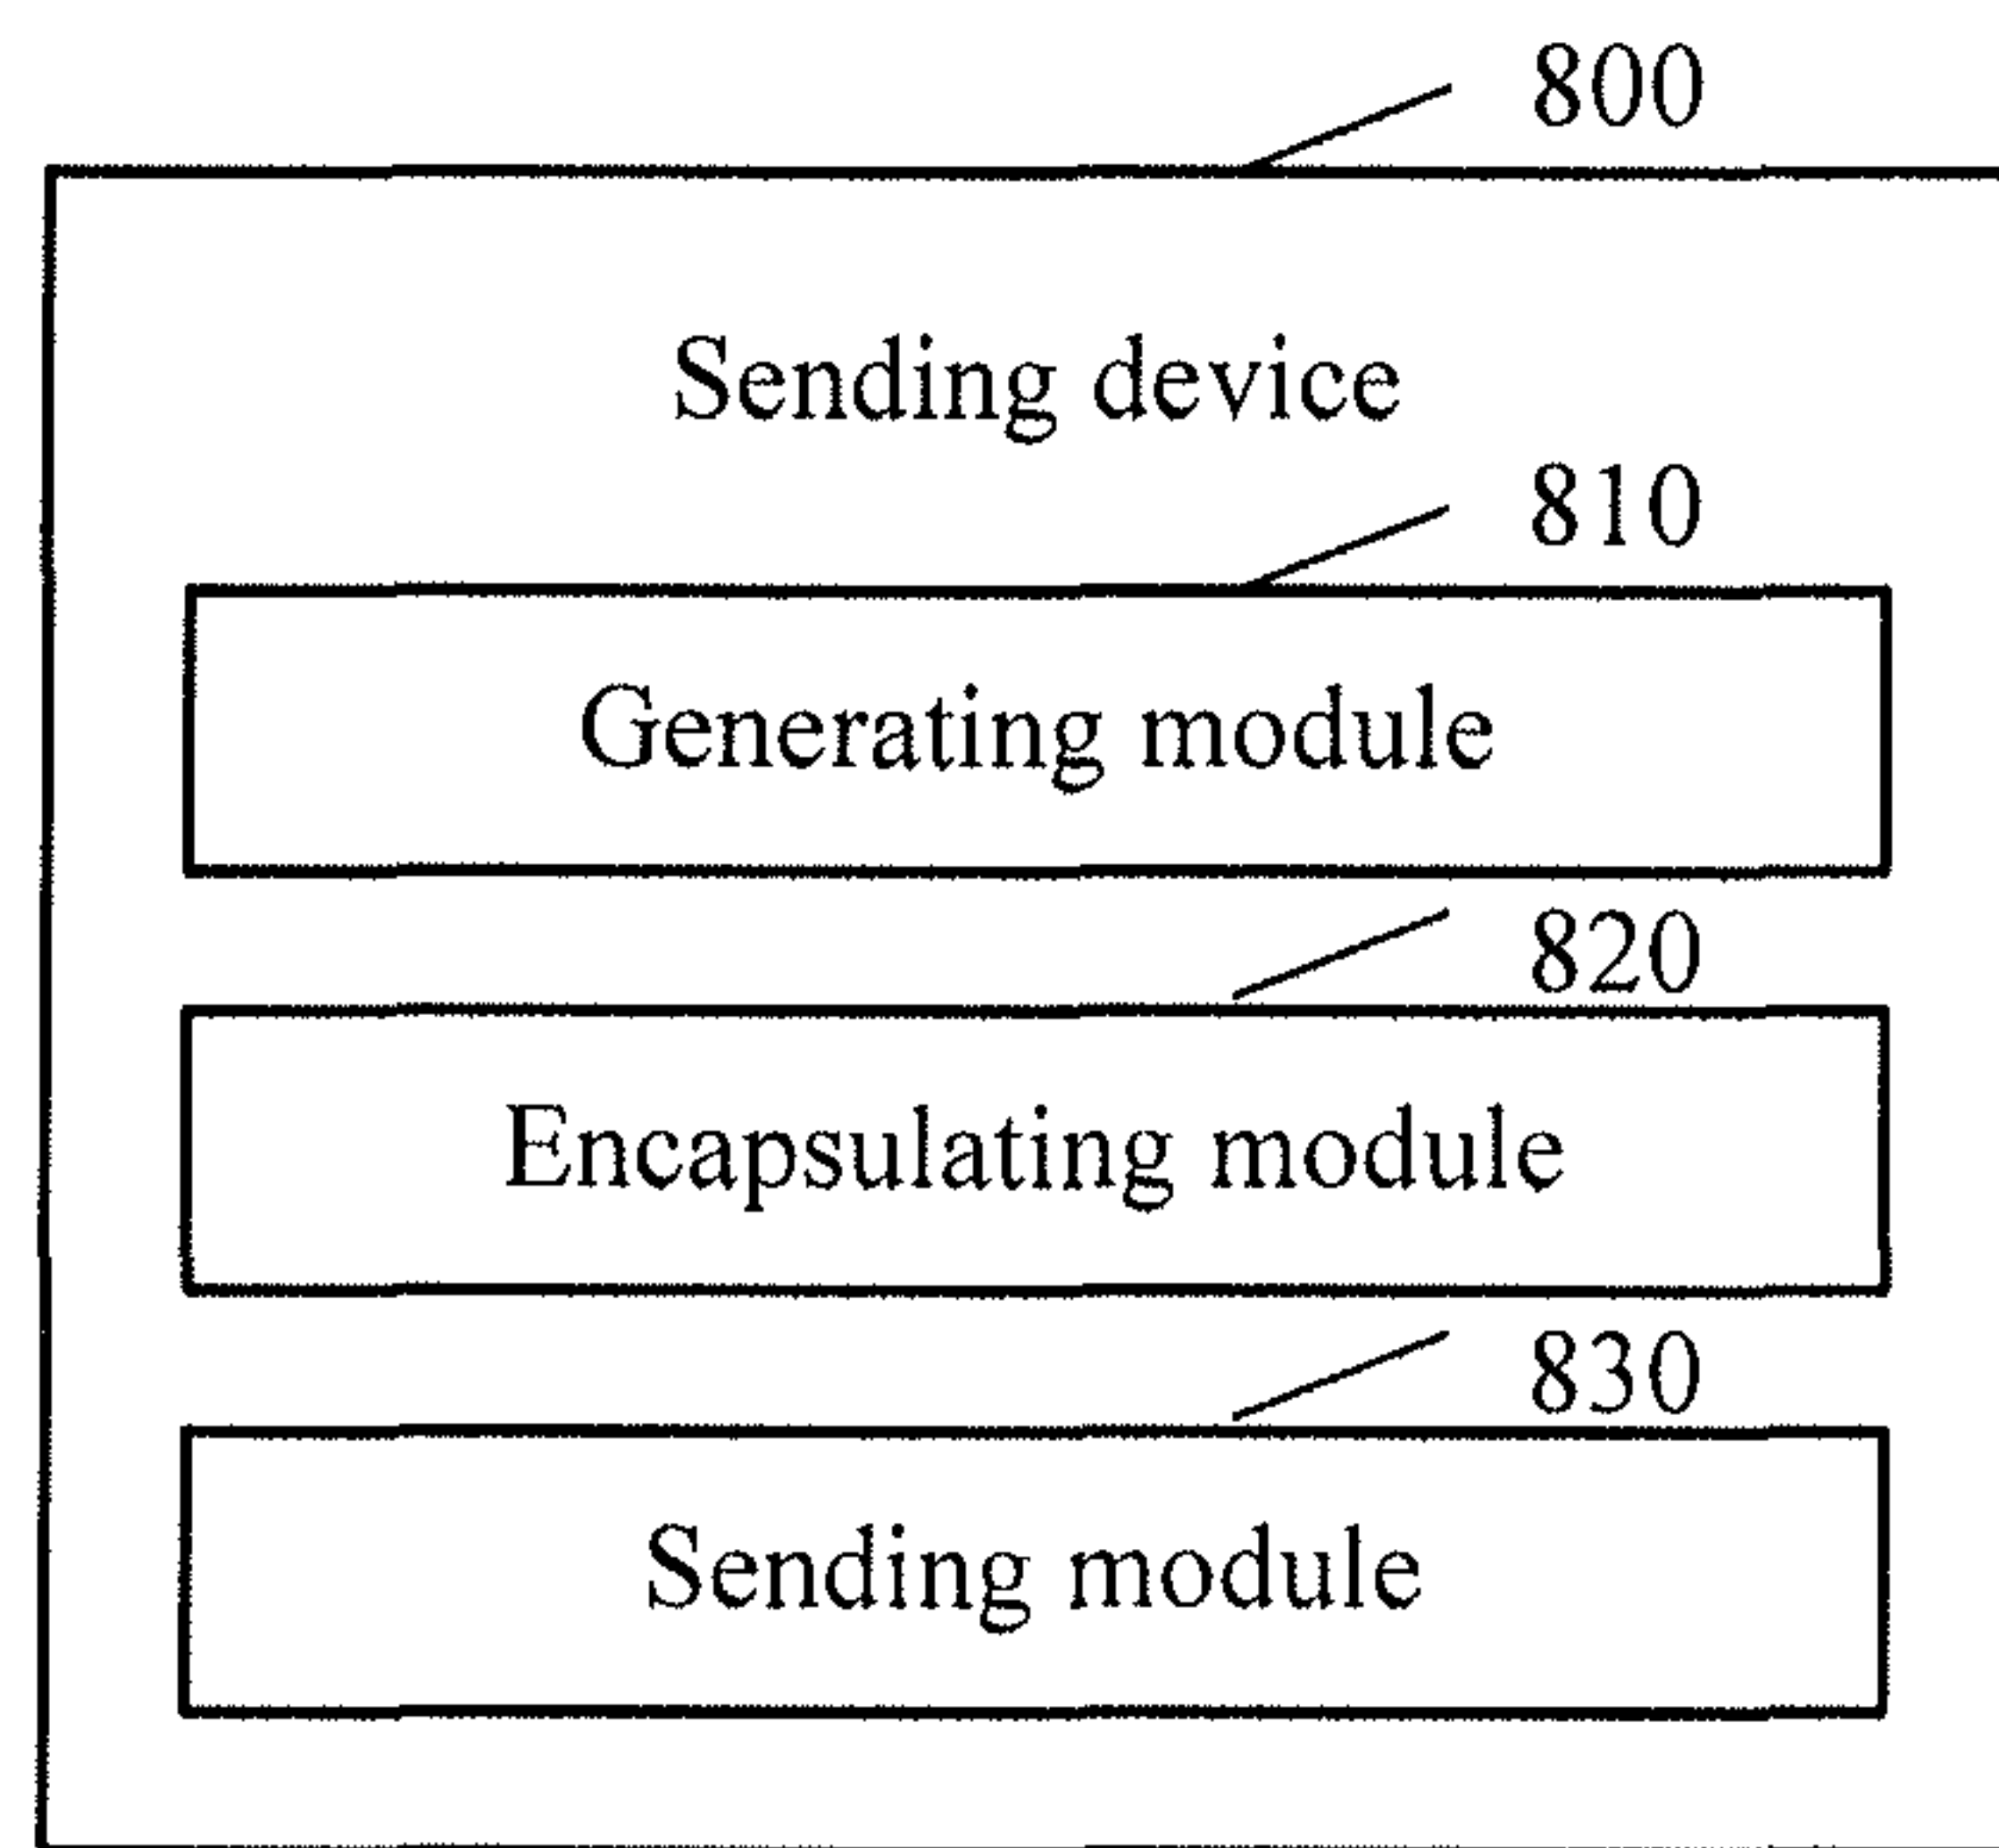 800
Sending device
810
Generating module
820
Encapsulating module
830
Sending module